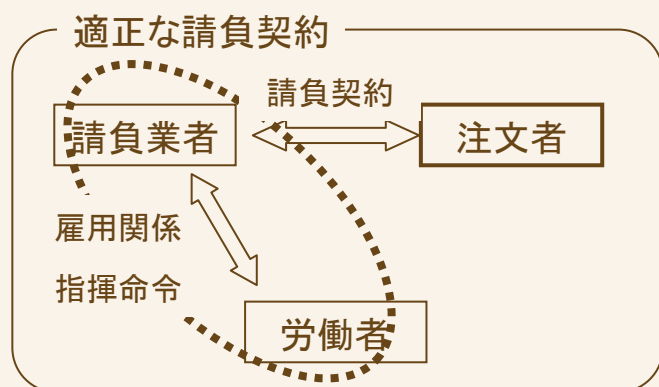 適正な請負契約
請負契約
請負業者
注文者
雇用関係
指揮命令
労働者